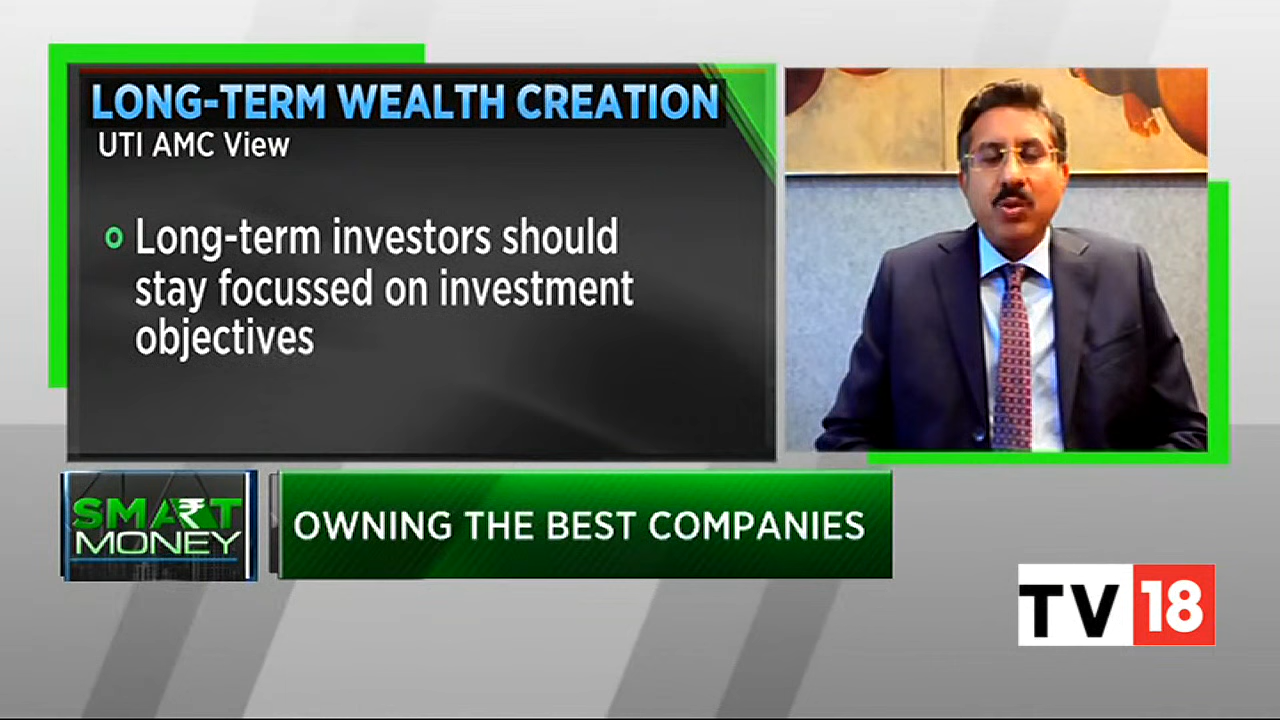 LONG-TERM WEALTH CREATION
UTI AMC View
Long-term investors should
stay focussed on investment
objectives
SMA₹T
MONEY
OWNING THE BEST COMPANIES
TV18